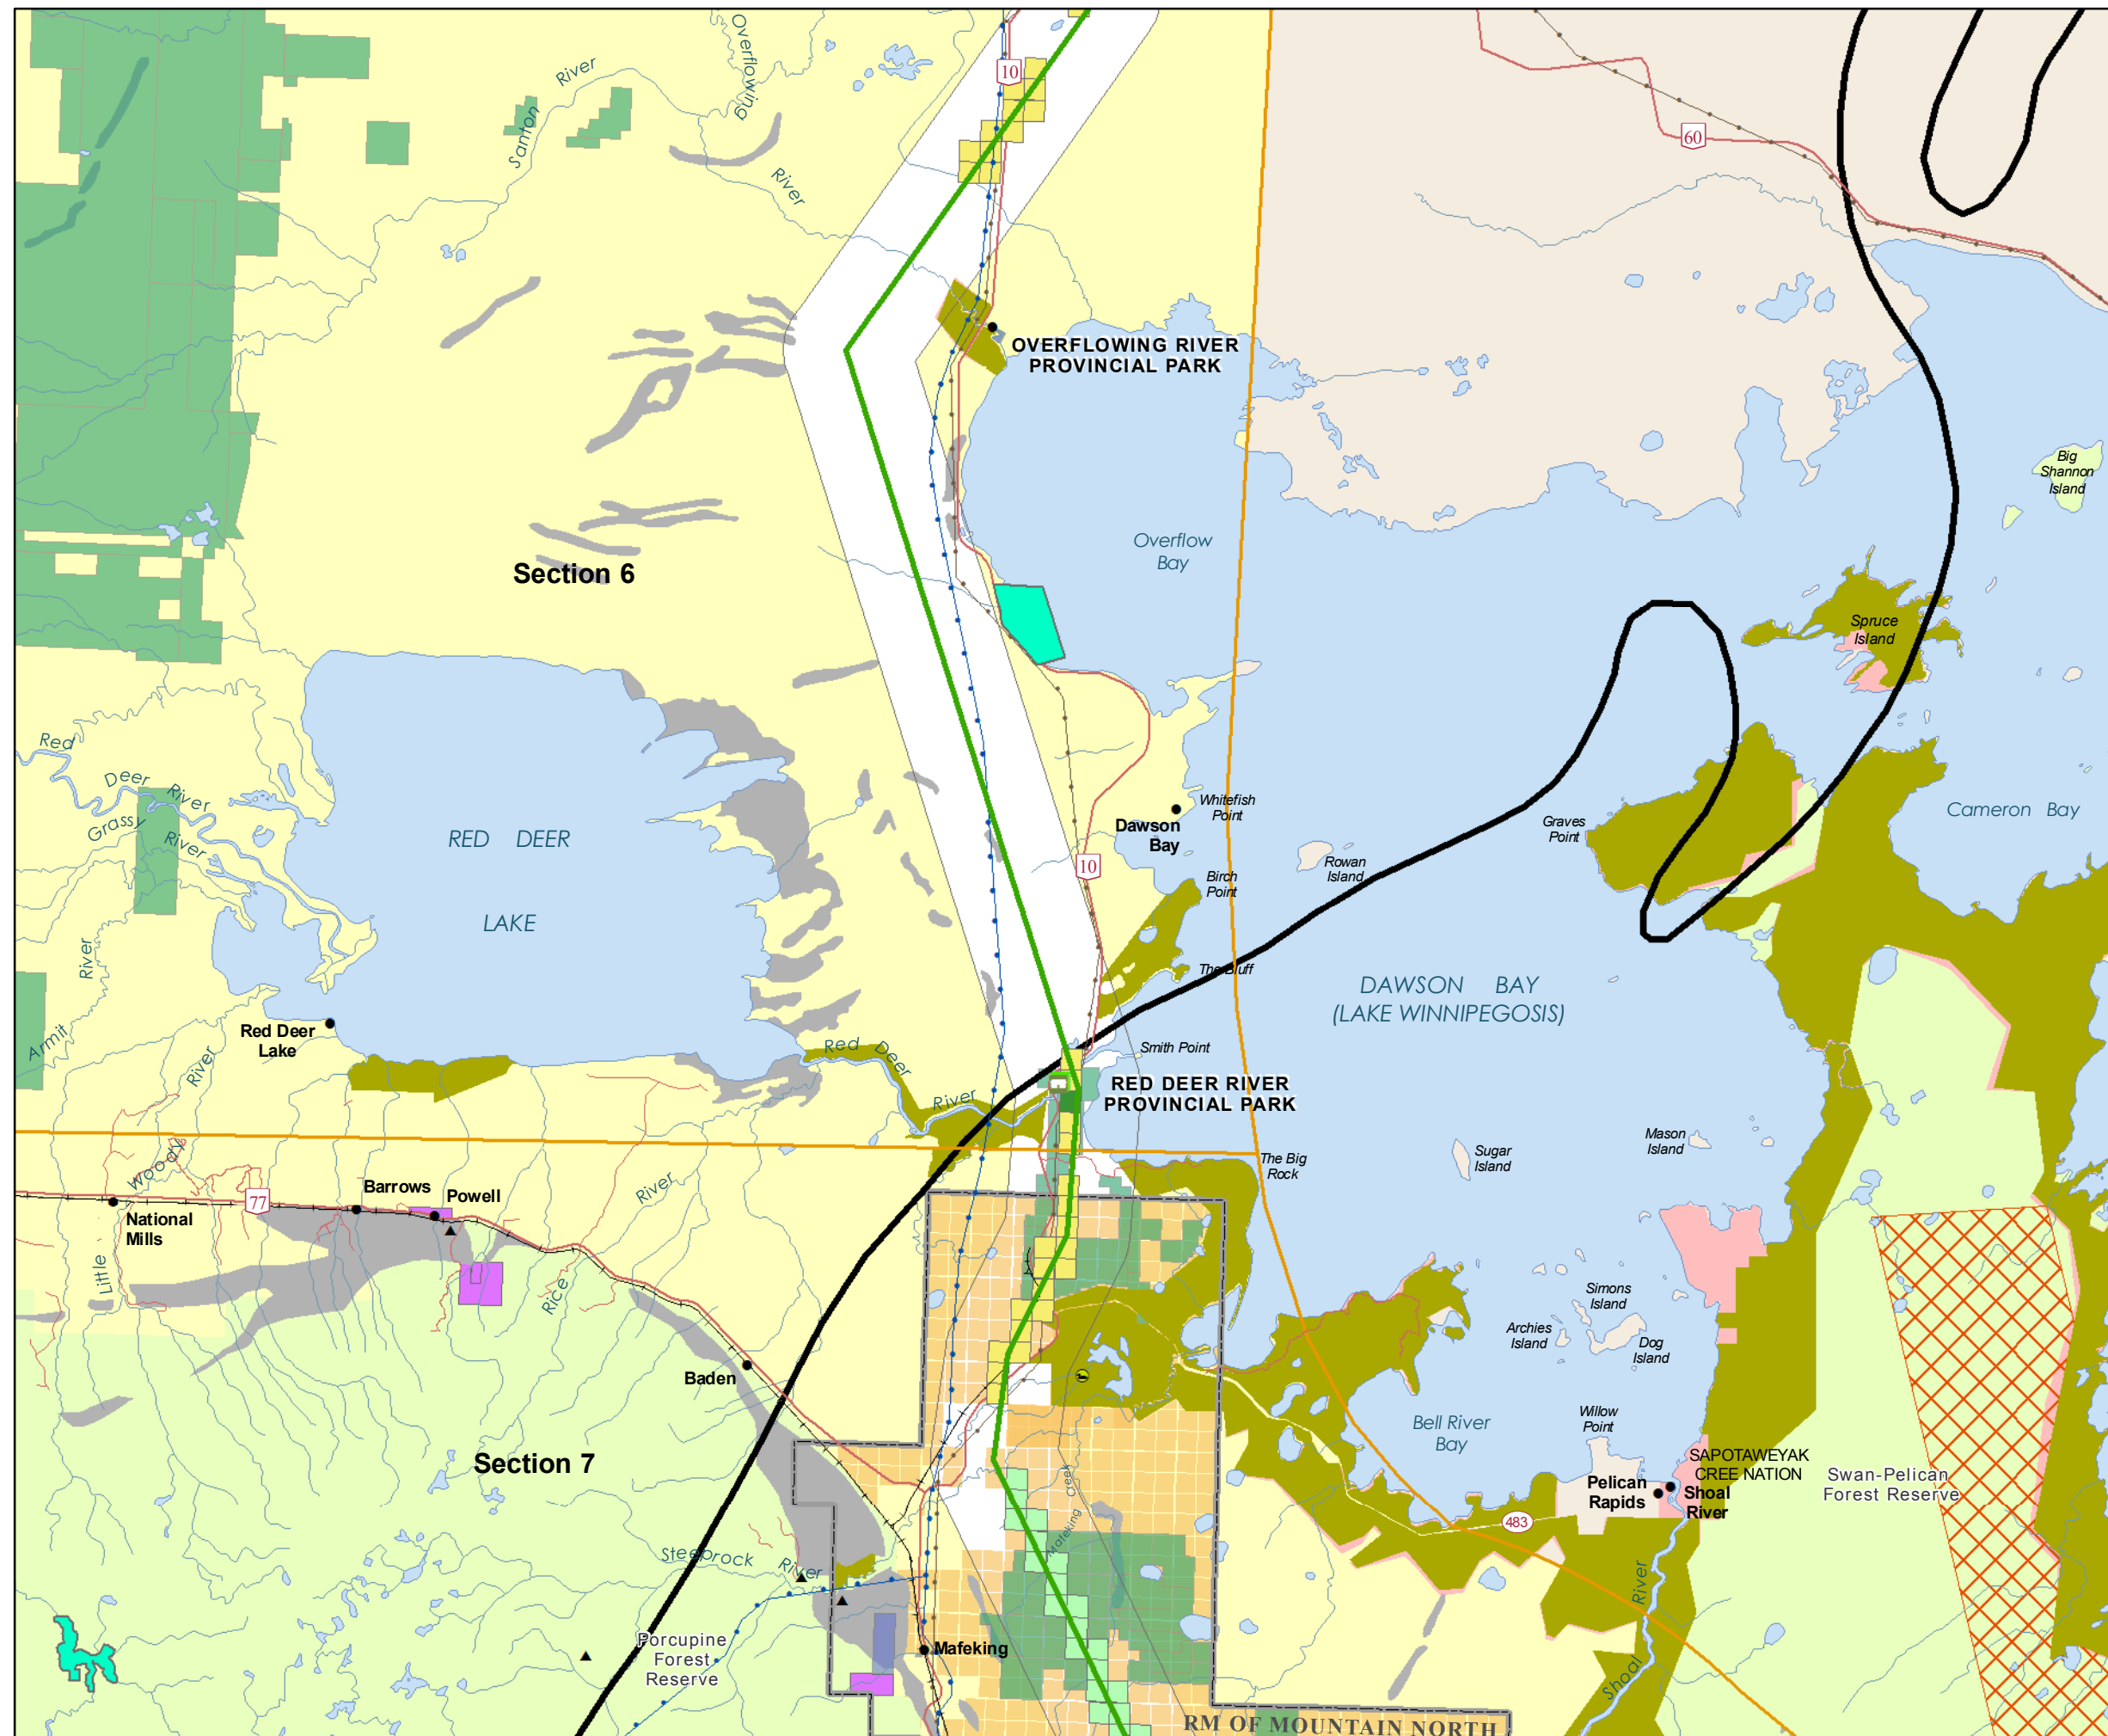 Overflowing
River
Santon
River
10
60
OVERFLOWING RIVER
PROVINCIAL PARK
Big
Shannon
Island
Overflow
Bay
Section 6
Spruce
Island
Red
Deer
River
Grassy
River
RED DEER
LAKE
Whitefish
Point
Dawson
Bay
Graves
Point
Cameron Bay
10
Rowan
Island
Birch
Point
River
Armit
The Bluff
DAWSON BAY
(LAKE WINNIPEGOSIS)
Red Deer
Lake
River
Red Deer
River
Smith Point
RED DEER RIVER
PROVINCIAL PARK
Woody
Little
The Big
Rock
Sugar
Island
Mason
Island
77
Barrows
Powell
National
Mills
River
Rice
Simons
Island
Archies
Island
Dog
Island
Baden
Bell River
Bay
Willow
Point
Section 7
SAPOTAWEYAK
CREE NATION
Pelican
Rapids
Shoal
River
Swan-Pelican
Forest Reserve
483
Mafeking Creek
Steeprock River
Porcupine
Forest
Reserve
Mafeking
Shoal River
RM OF MOUNTAIN NORTH